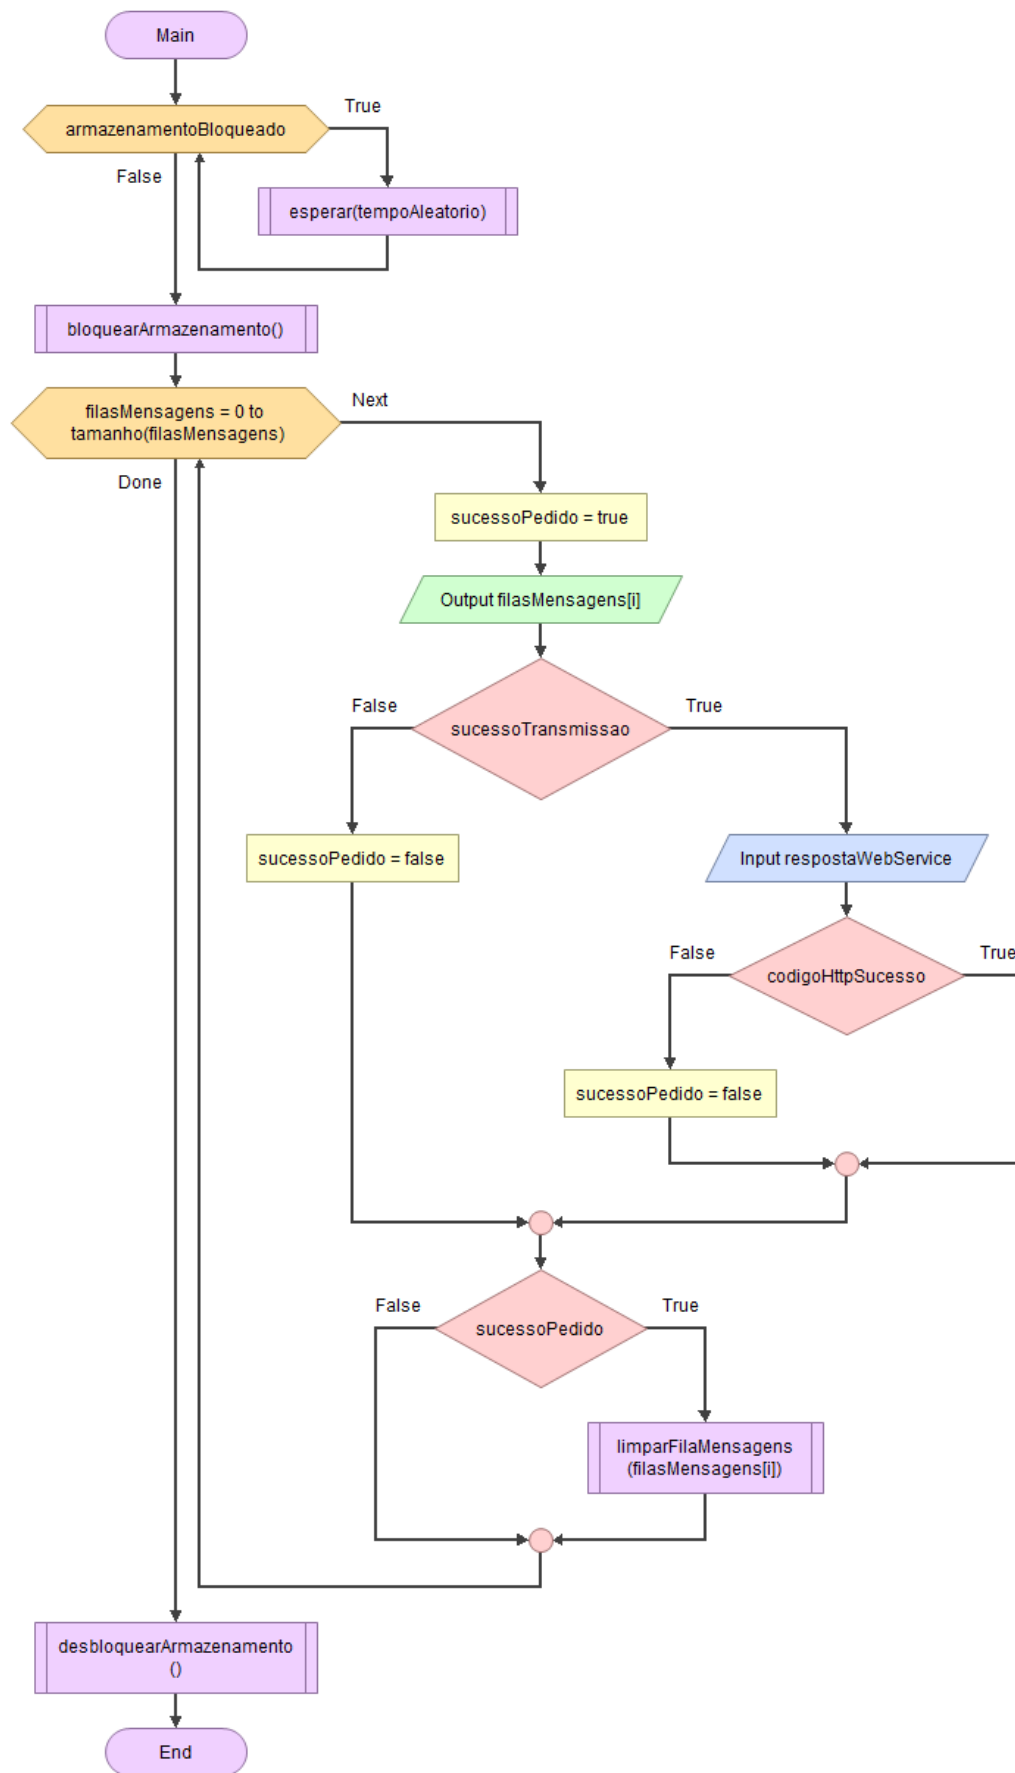 Main
True
armazenamentoBloqueado
False
esperar(tempoAleatorio)
bloquearArmazenamento()
Next
filasMensagens = 0 to
tamanho(filasMensagens)
Done
sucessoPedido = true
Output filasMensagens[i]
False
True
sucessoTransmissao
sucessoPedido = false
Input respostaWebService
False
True
codigoHttpSucesso
sucessoPedido = false
False
True
sucessoPedido
limparFilaMensagens
(filasMensagens[i])
desbloquearArmazenamento
()
End